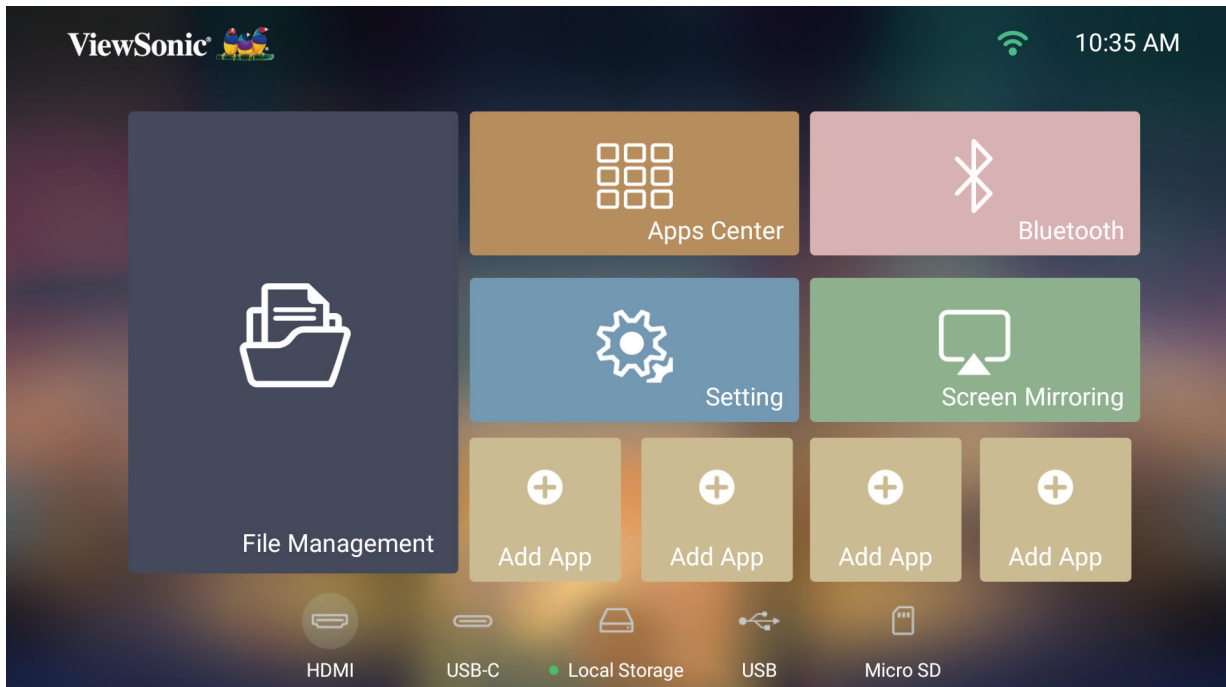 ViewSonic®
10:35 AM
Apps Center
Bluetooth
Setting
Screen Mirroring
File Management
Add App
Add App
Add App
Add App
HDMI
USB-C
Local Storage
USB
Micro SD